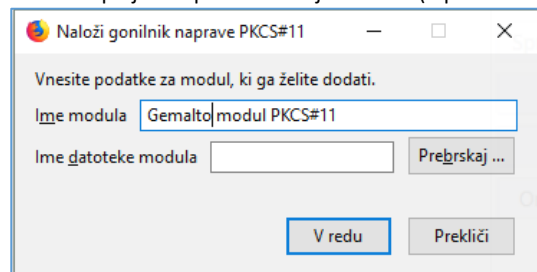 Naloži gonilnik naprave PKCS#11
Vnesite podatke za modul, ki ga želite dodati.
Ime modula Gemalto modul PKCS#11
Ime datoteke modula Prebrskaj ...
V redu Prekliči